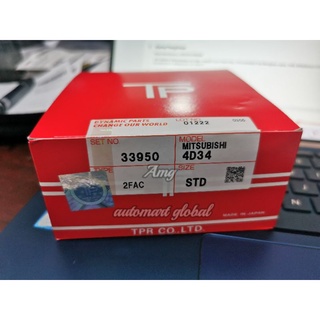 TP
DYNAMIC PARTS
CHANGE OUR WORLD
01222
SET NO
33950
MODEL
MITSUBISHI
4D34
2FAC
SIZE
STD
Amg
automart global
MADE IN JAPAN
TPR CO., LTD.